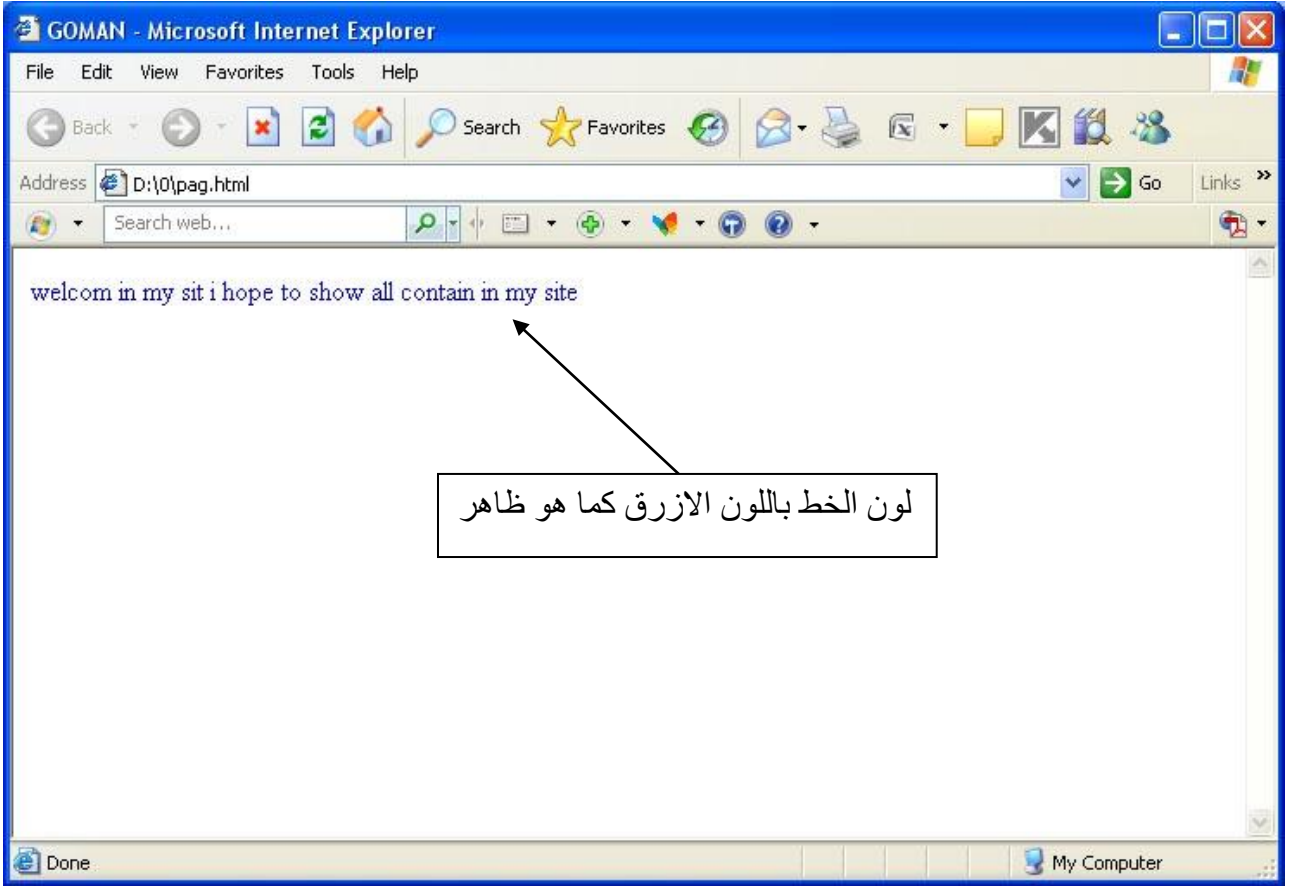 GOMAN - Microsoft Internet Explorer
File Edit View Favorites Tools Help
Back Search Favorites
Address D:\0\pag.html Go Links »
Search web...
welcom in my sit i hope to show all contain in my site
لون الخط باللون الازرق كما هو ظاهر
Done My Computer